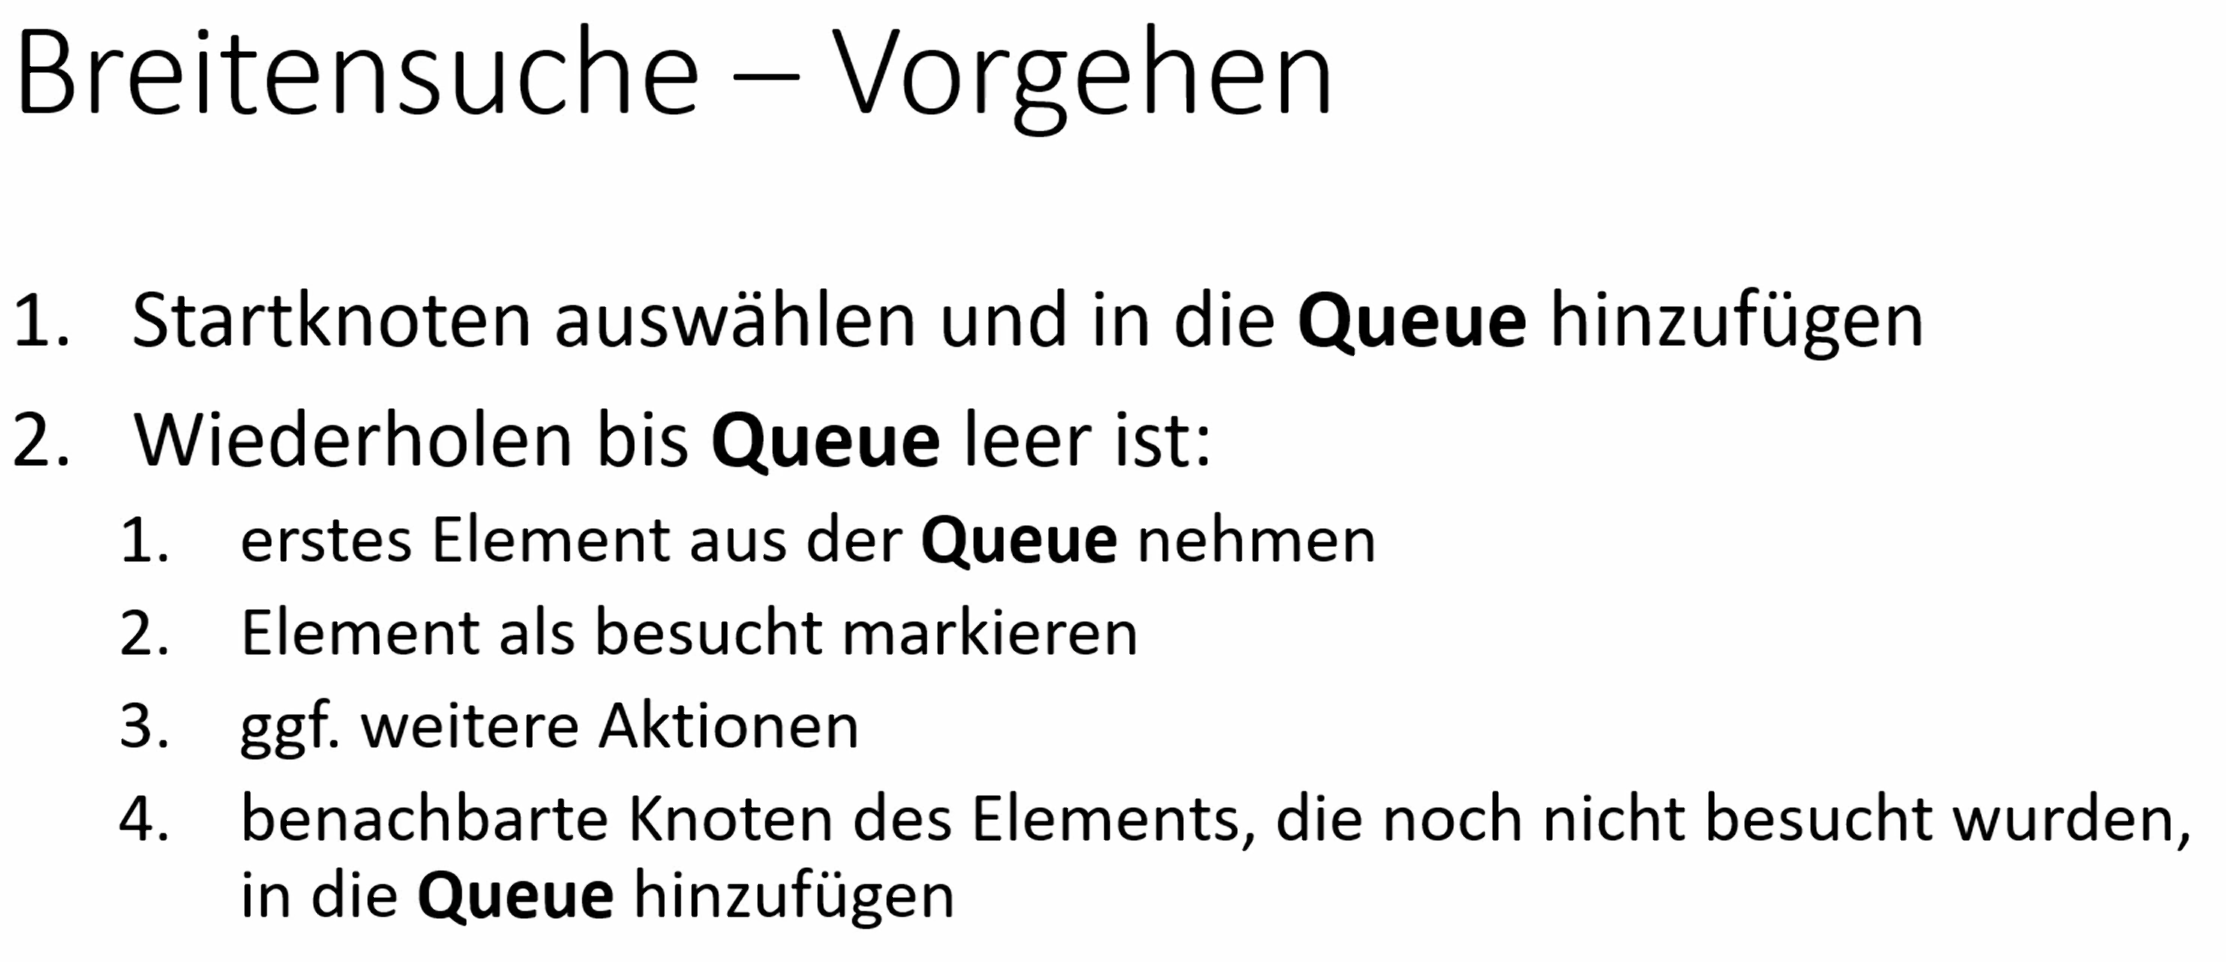 Breitensuche – Vorgehen
1. Startknoten auswählen und in die Queue hinzufügen
2. Wiederholen bis Queue leer ist:
1. erstes Element aus der Queue nehmen
2. Element als besucht markieren
3. ggf. weitere Aktionen
4. benachbarte Knoten des Elements, die noch nicht besucht wurden,
in die Queue hinzufügen